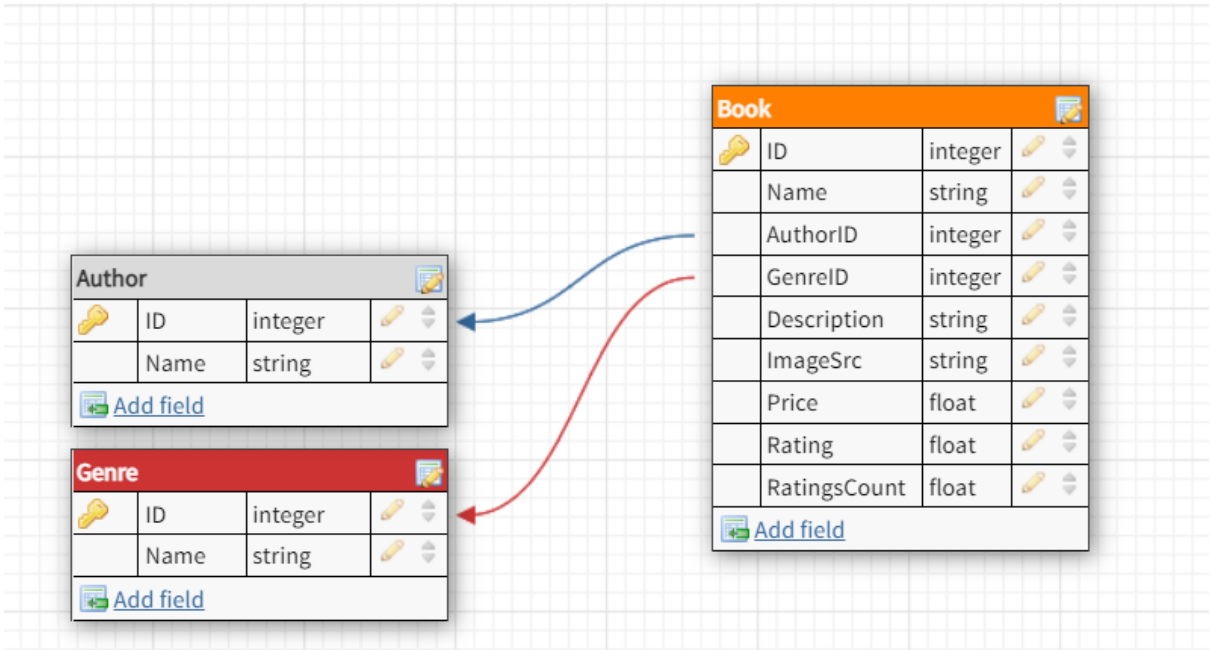 Author
ID integer
Name string
Add field
Genre
ID integer
Name string
Add field
Book
ID integer
Name string
AuthorID integer
GenreID integer
Description string
ImageSrc string
Price float
Rating float
RatingsCount float
Add field